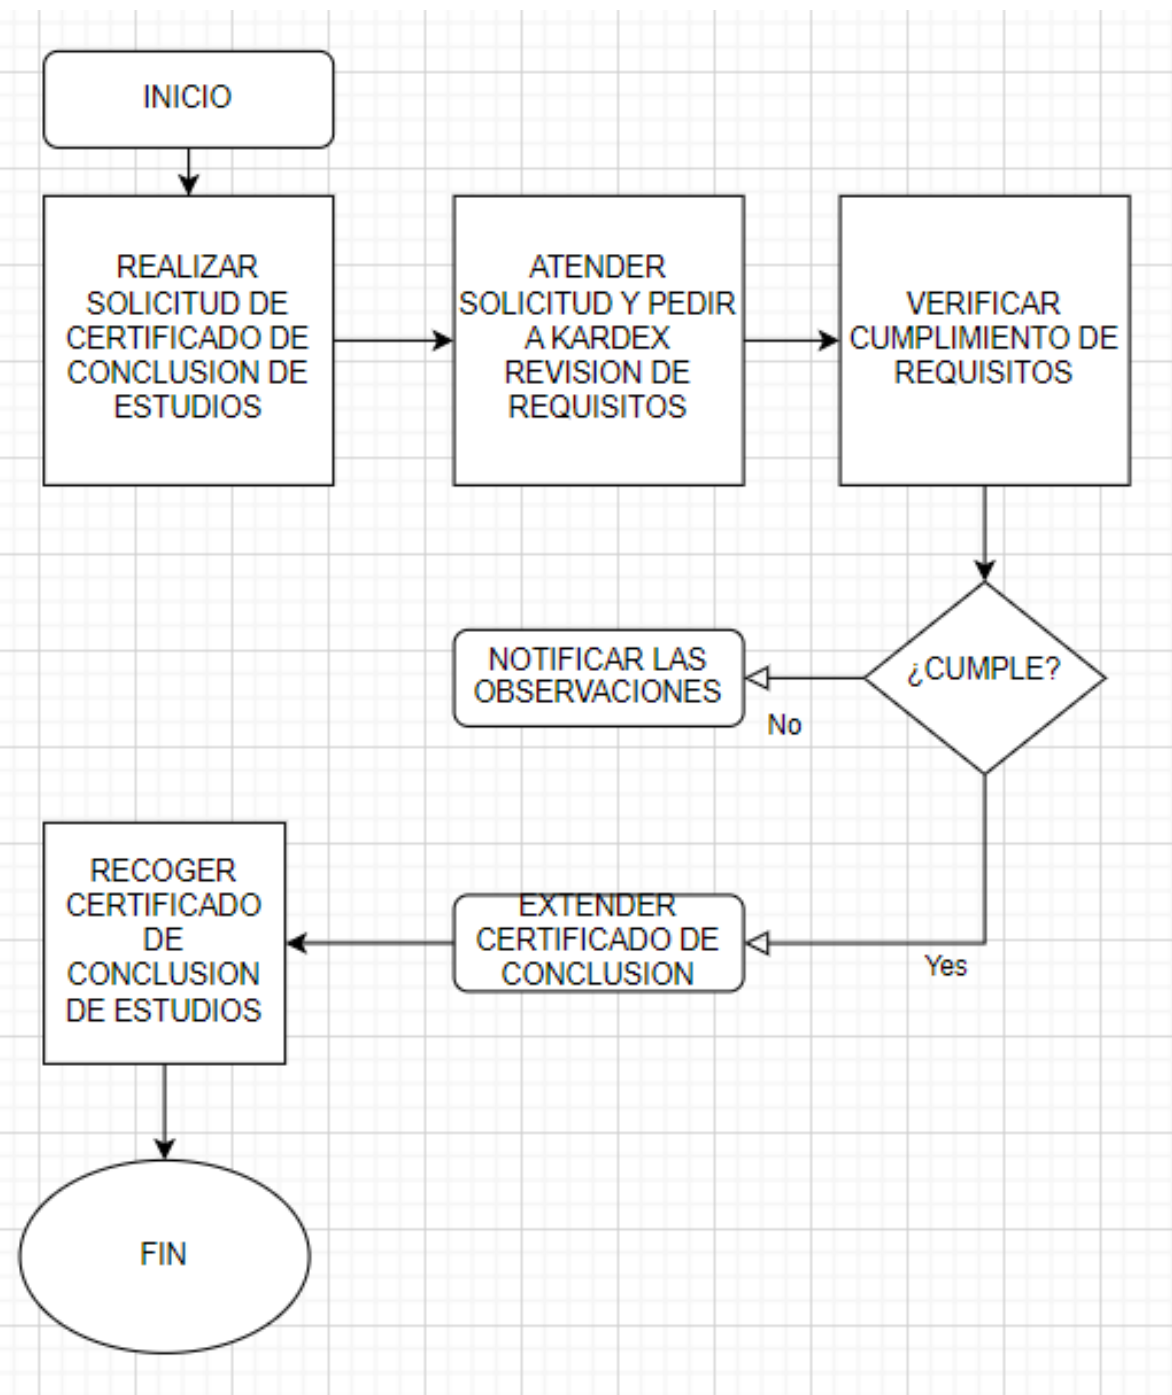 INICIO
REALIZAR
SOLICITUD DE
CERTIFICADO DE
CONCLUSION DE
ESTUDIOS
ATENDER
SOLICITUD Y PEDIR
A KARDEX
REVISION DE
REQUISITOS
VERIFICAR
CUMPLIMIENTO DE
REQUISITOS
¿CUMPLE?
No
NOTIFICAR LAS
OBSERVACIONES
Yes
EXTENDER
CERTIFICADO DE
CONCLUSION
RECOGER
CERTIFICADO
DE
CONCLUSION
DE ESTUDIOS
FIN